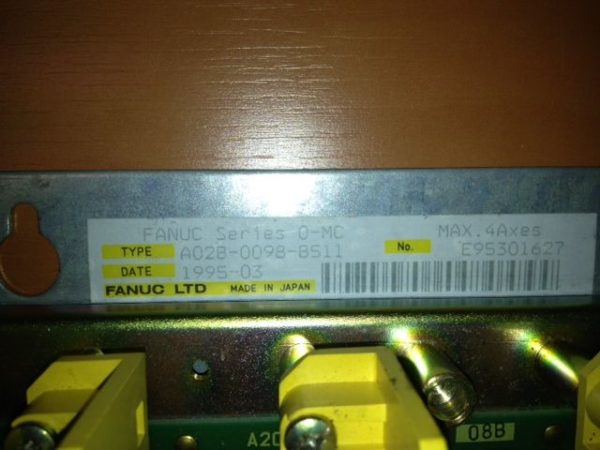 FANUC Series 0-MC MAX.4Axes
TYPE A02B-0098-B511 No. E95301627
DATE 1995-03
FANUC LTD MADE IN JAPAN
A20 08B